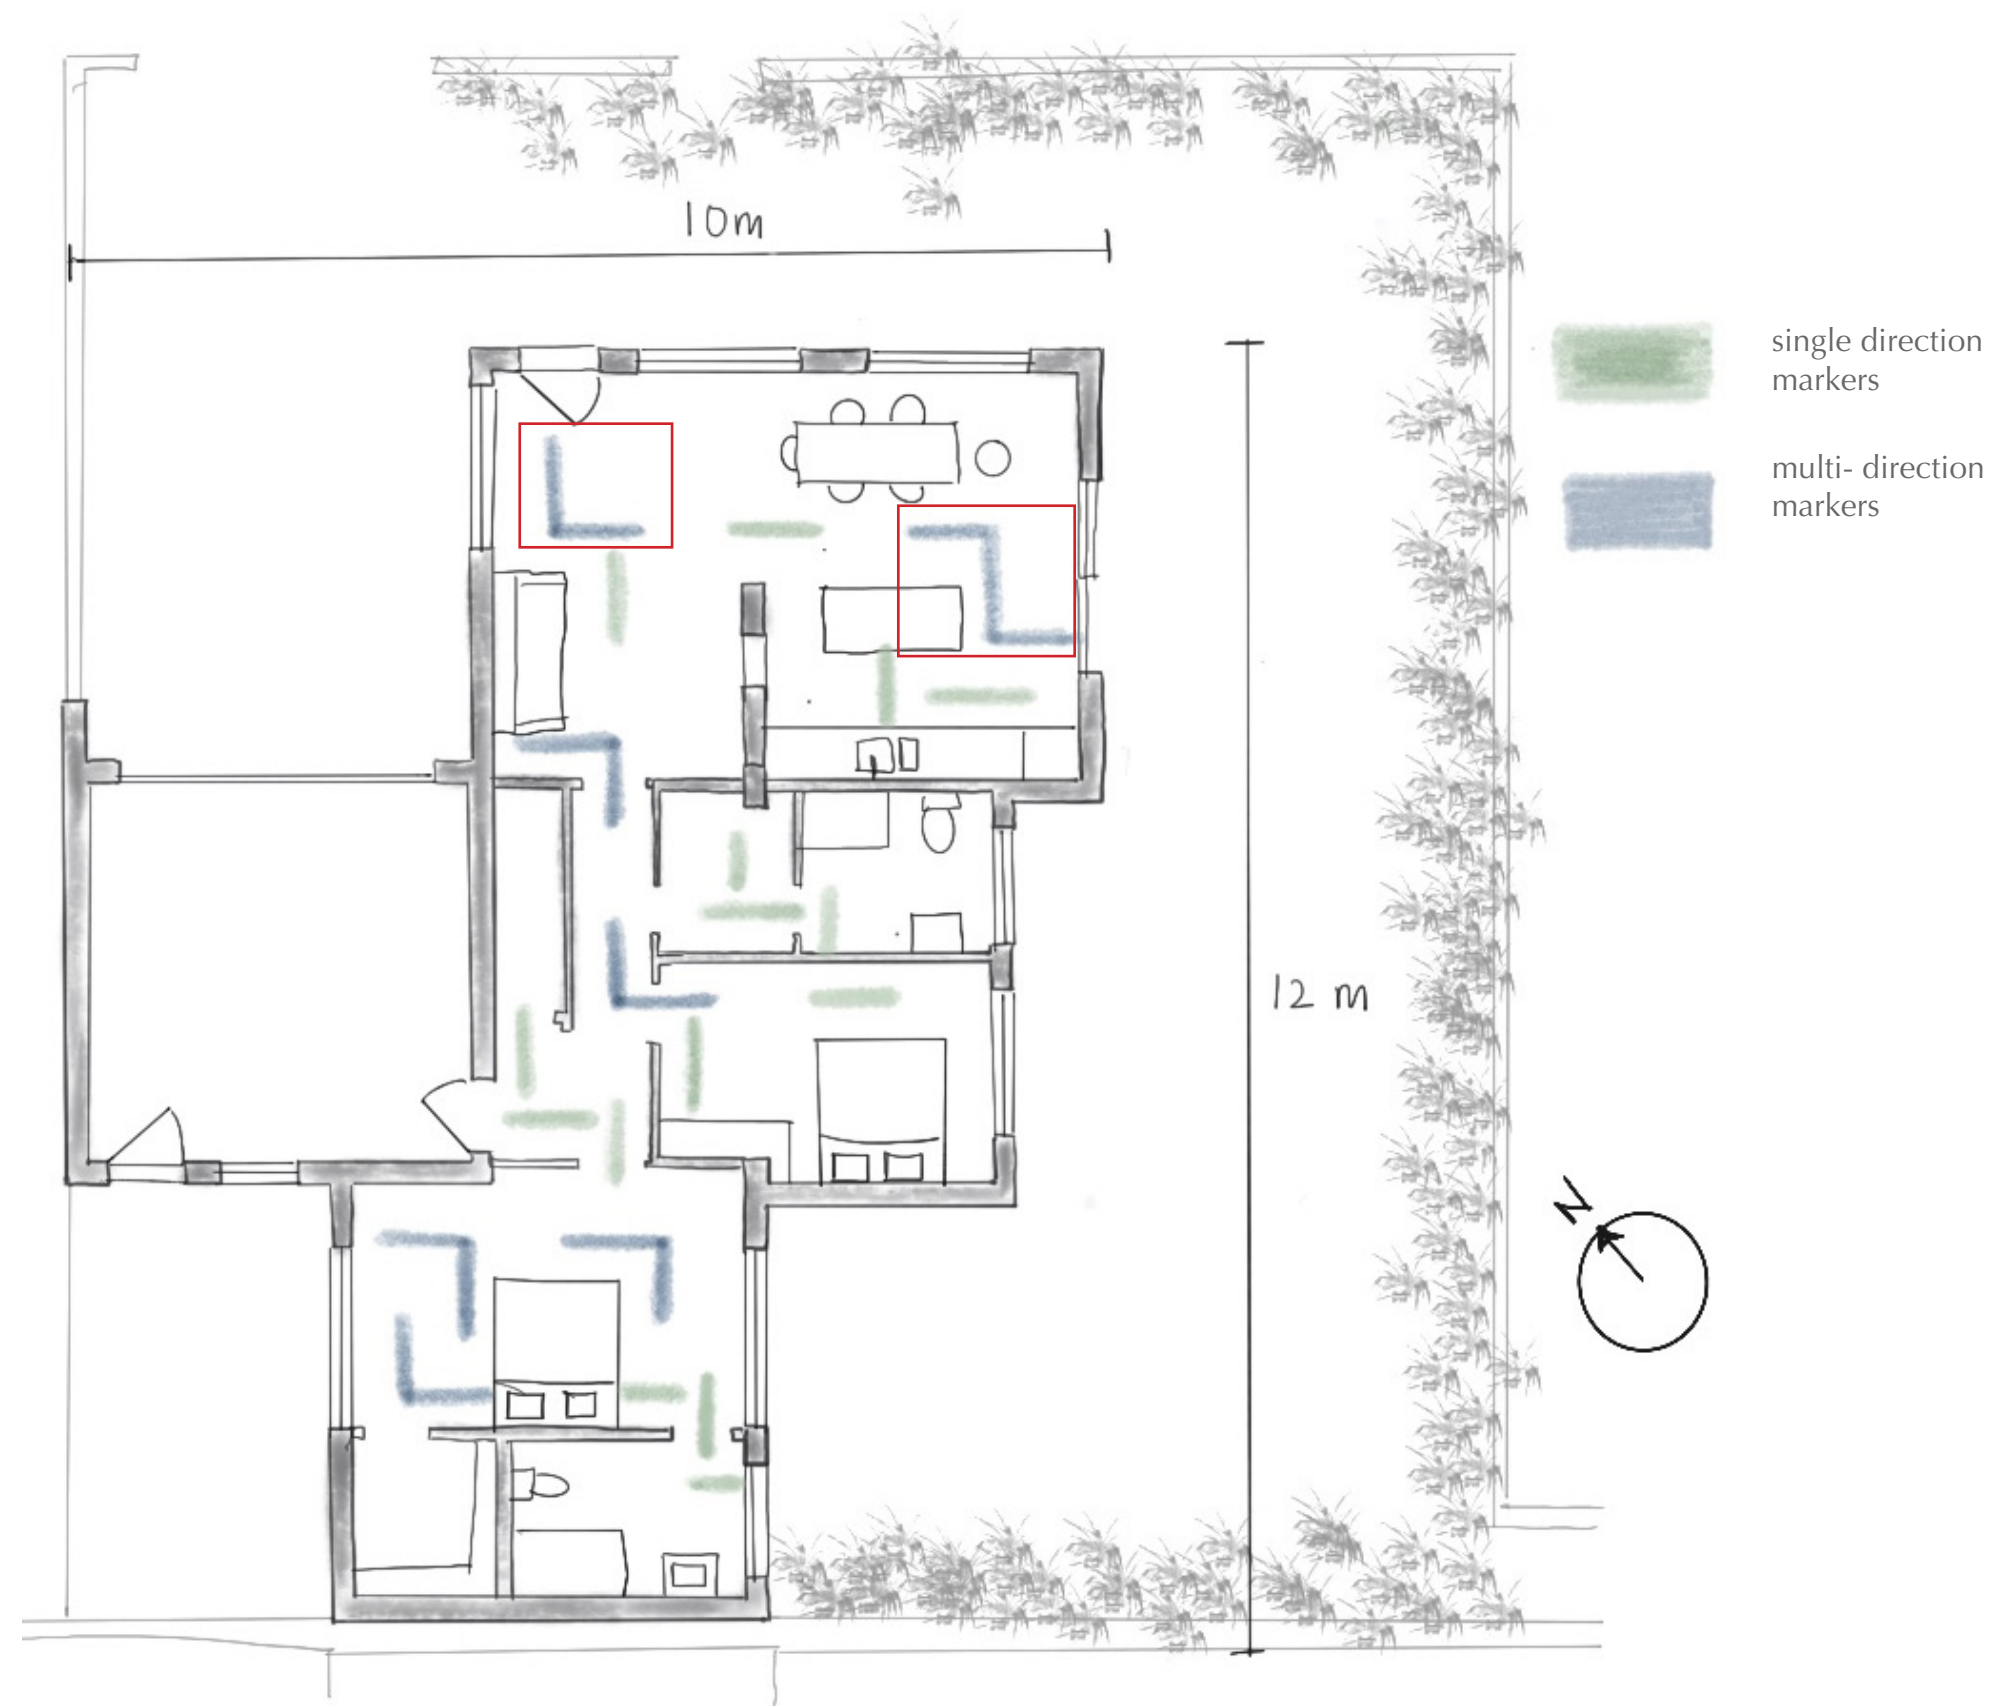 10m
single direction
markers
multi- direction
markers
12 m
N